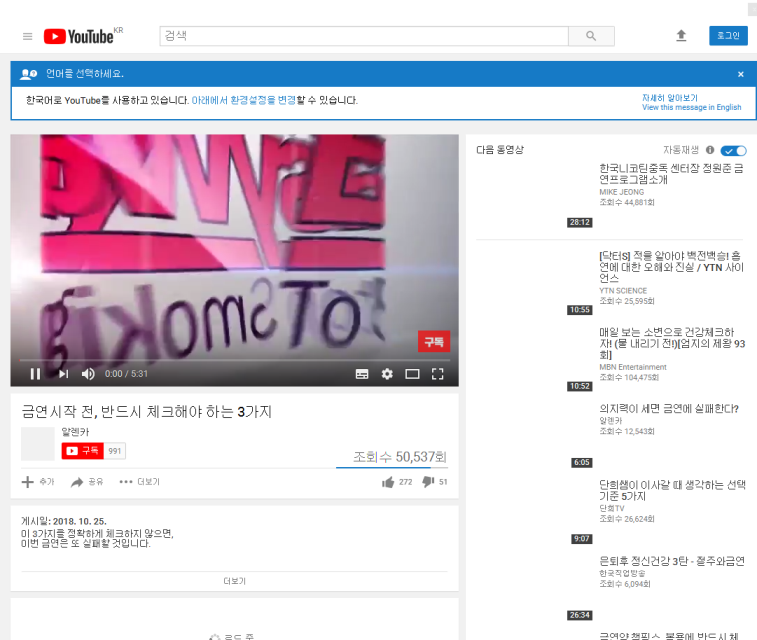 YouTube KR
검색
로그인
언어를 선택하세요.
×
한국어로 YouTube를 사용하고 있습니다. 아래에서 환경설정을 변경할 수 있습니다.
자세히 알아보기
View this message in English
구독
0:00 / 5:31
금연시작 전, 반드시 체크해야 하는 3가지
알렌카
구독 991
조회수 50,537회
추가 공유 더보기
272 51
게시일: 2018. 10. 25.
이 3가지를 정확하게 체크하지 않으면,
이번 금연은 또 실패할 것입니다.
더보기
로드 중
다음 동영상
자동재생
한국니코틴중독 센터장 정원준 금
연프로그램소개
MIKE JEONG
조회수 44,881회
28:12
[닥터S] 적을 알아야 백전백승! 흡
연에 대한 오해와 진실 / YTN 사이
언스
YTN SCIENCE
조회수 25,595회
10:55
매일 보는 소변으로 건강체크하
자! (물 내리기 전!)[엄지의 제왕 93
회]
MBN Entertainment
조회수 104,475회
10:52
의지력이 세면 금연에 실패한다?
알렌카
조회수 12,543회
6:05
단희쌤이 이사갈 때 생각하는 선택
기준 5가지
단희TV
조회수 26,624회
9:07
은퇴후 정신건강 3탄 - 절주와금연
한국직업방송
조회수 6,094회
26:34
금연약 챔픽스, 복용에 반드시 체